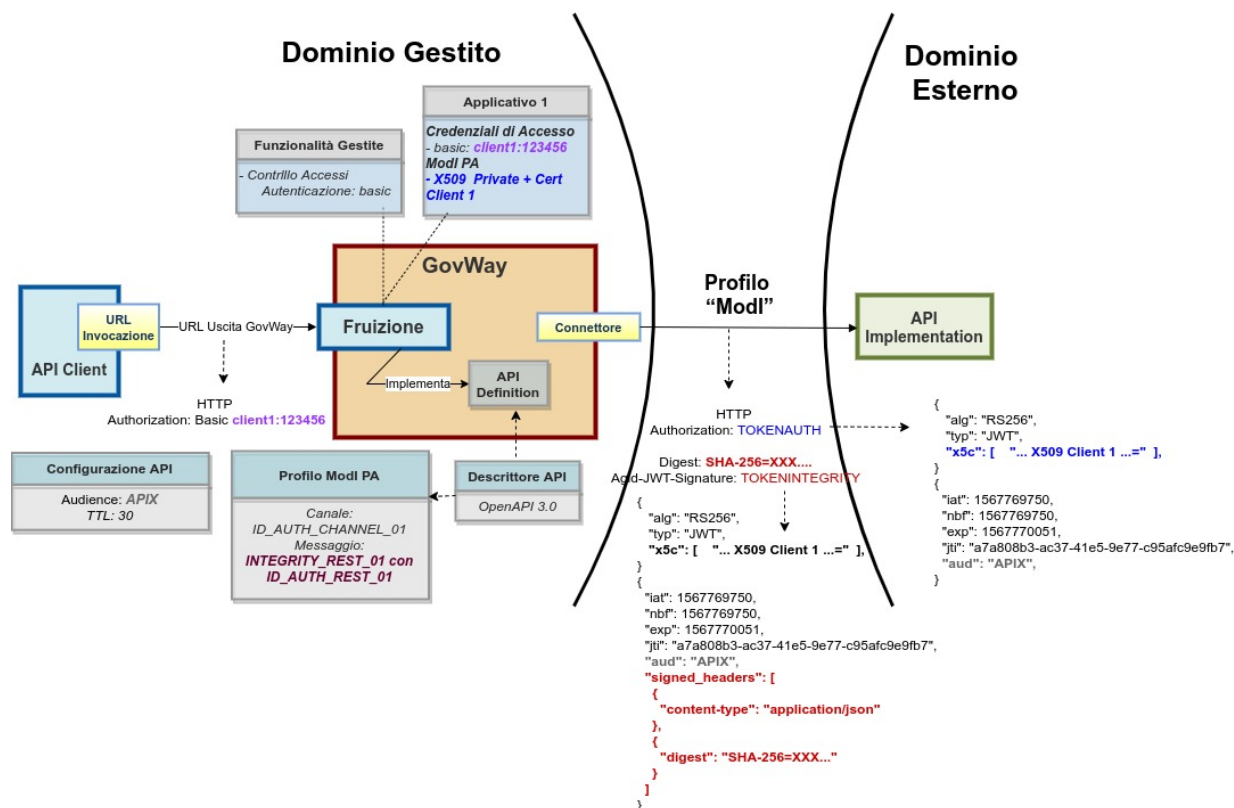 Dominio Gestito
Dominio
Esterno
Applicativo 1
Credenziali di Accesso
- basic: client1:123456
ModI PA
- X509 Private + Cert
Client 1
Funzionalità Gestite
- Contrllo Accessi
Autenticazione: basic
GovWay
Profilo
“ModI”
URL
Invocazione
API Client
URL Uscita GovWay
Fruizione
Connettore
API
Implementation
Implementa
API
Definition
HTTP
Authorization: Basic client1:123456
HTTP
Authorization: TOKENAUTH
Digest: SHA-256=XXX....
Agid-JWT-Signature: TOKENINTEGRITY
Configurazione API
Audience: APIX
TTL: 30
Profilo ModI PA
Canale:
ID_AUTH_CHANNEL_01
Messaggio:
INTEGRITY_REST_01 con
ID_AUTH_REST_01
Descrittore API
OpenAPI 3.0
{
"alg": "RS256",
"typ": "JWT",
"x5c": [ "... X509 Client 1 ...=" ],
}
{
"iat": 1567769750,
"nbf": 1567769750,
"exp": 1567770051,
"jti": "a7a808b3-ac37-41e5-9e77-c95afc9e9fb7",
"aud": "APIX",
"signed_headers": [
{
"content-type": "application/json"
},
{
"digest": "SHA-256=XXX..."
}
]
}
{
"alg": "RS256",
"typ": "JWT",
"x5c": [ "... X509 Client 1 ...=" ],
}
{
"iat": 1567769750,
"nbf": 1567769750,
"exp": 1567770051,
"jti": "a7a808b3-ac37-41e5-9e77-c95afc9e9fb7",
"aud": "APIX",
}